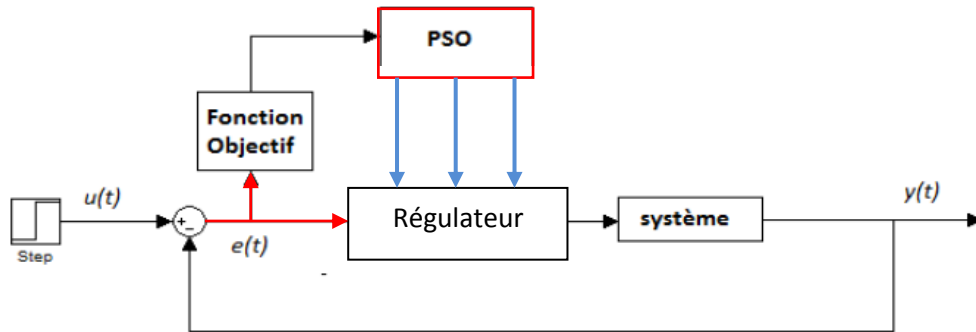 PSO
Fonction
Objectif
u(t)
+
-
e(t)
Régulateur
système
y(t)
Step
-